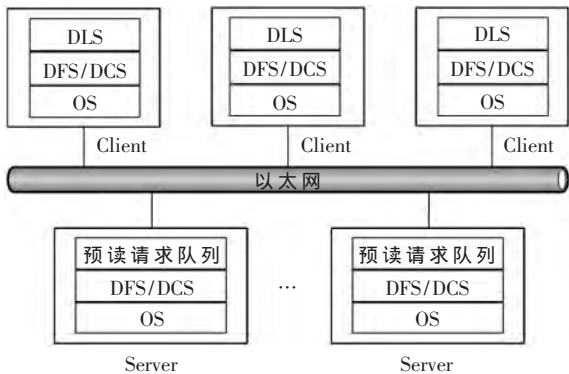 DLS DLS DLS
DFS/DCS DFS/DCS DFS/DCS
OS OS OS
Client Client Client
以太网
预读请求队列 预读请求队列
DFS/DCS … DFS/DCS
OS OS
Server Server